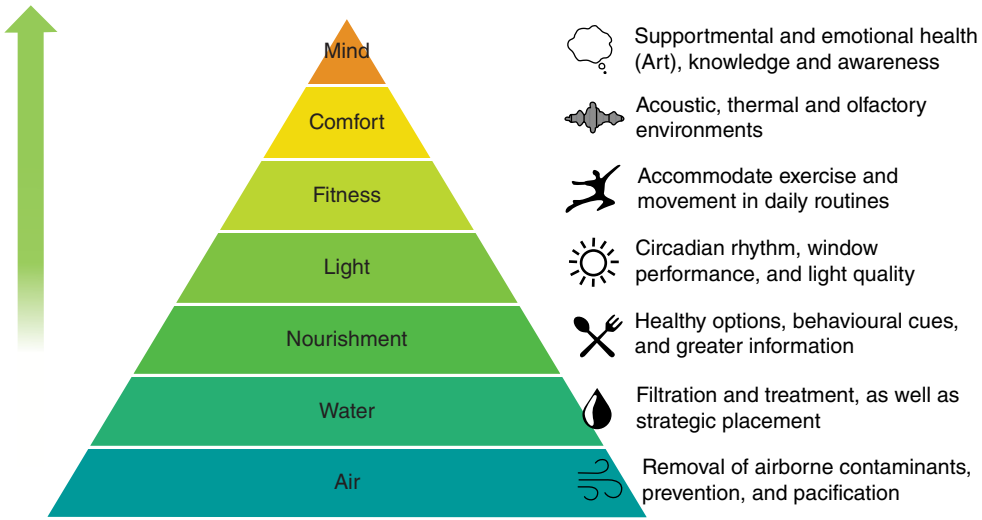 Mind
Supportmental and emotional health
(Art), knowledge and awareness
Comfort
Acoustic, thermal and olfactory
environments
Fitness
Accommodate exercise and
movement in daily routines
Light
Circadian rhythm, window
performance, and light quality
Nourishment
Healthy options, behavioural cues,
and greater information
Water
Filtration and treatment, as well as
strategic placement
Air
Removal of airborne contaminants,
prevention, and pacification